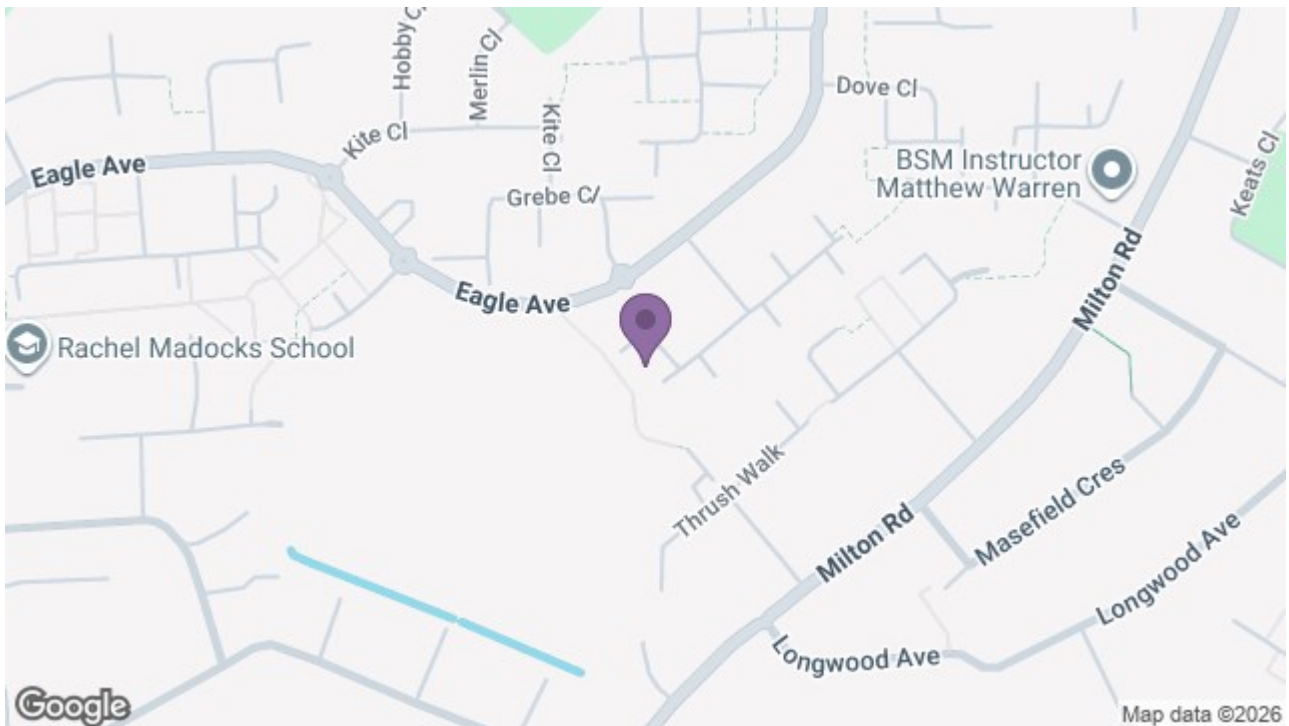 Hobby Cl
Merlin Cl
Kite Cl
Kite Cl
Dove Cl
BSM Instructor
Matthew Warren
Keats Cl
Eagle Ave
Grebe Cl
Milton Rd
Eagle Ave
Rachel Madocks School
Thrush Walk
Milton Rd
Masefield Cres
Longwood Ave
Longwood Ave
Google
Map data ©2026